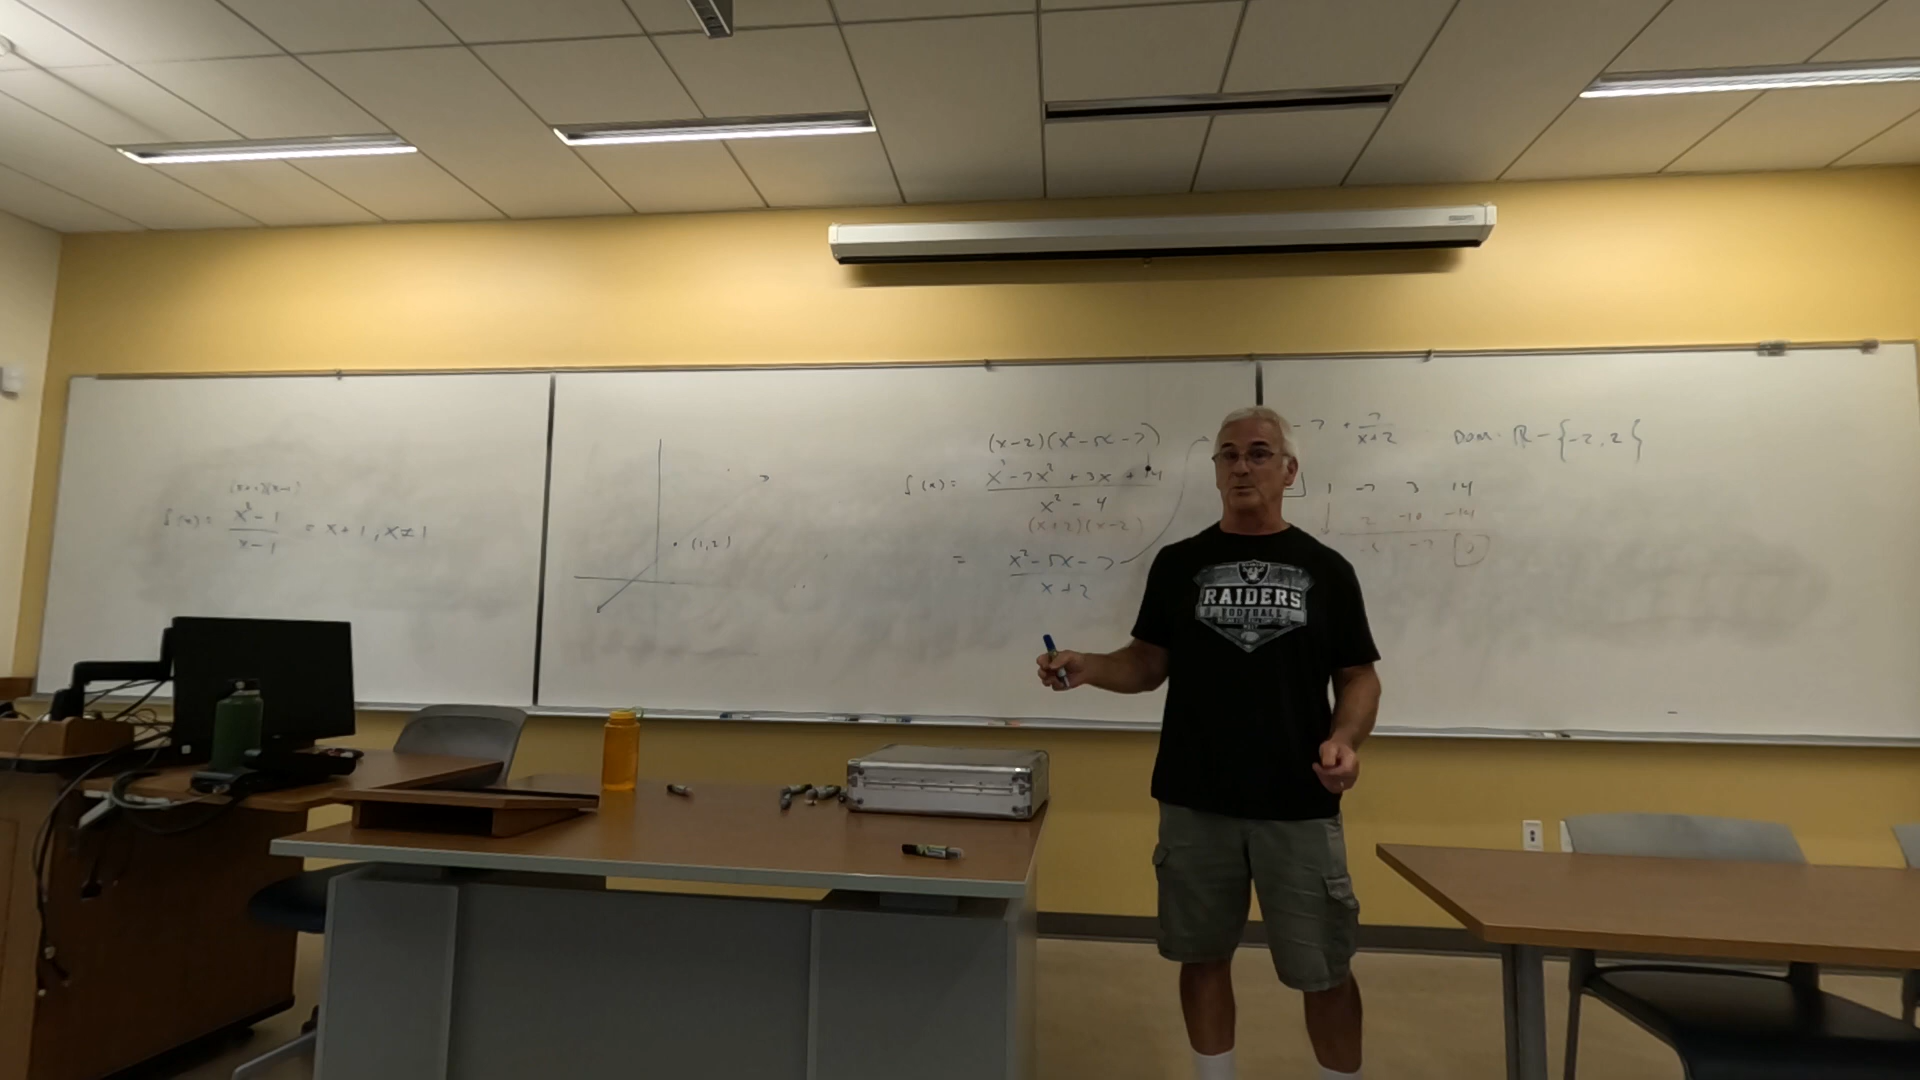 (x+1)(x-1)
f(x) = x² - 1 / x - 1 = x + 1 , x ≠ 1
(1, 2)
(x-2)(x² - 5x - 7)
f(x) = x³ - 7x² + 3x + 14 / x² - 4
(x+2)(x-2)
= x² - 5x - 7 / x + 2
- 7 + 7 / x+2
Dom: ℝ - {-2, 2}
1 -7 3 14
2 -10 -14
-5 -7 0
RAIDERS
FOOTBALL